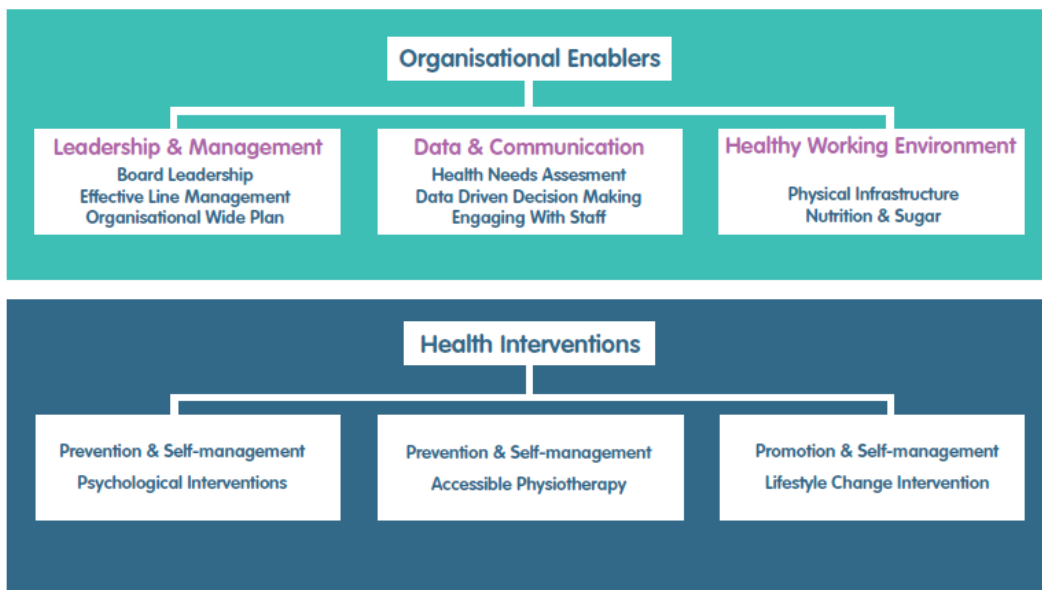 Organisational Enablers
Leadership & Management
Board Leadership
Effective Line Management
Organisational Wide Plan
Data & Communication
Health Needs Assesment
Data Driven Decision Making
Engaging With Staff
Healthy Working Environment
Physical Infrastructure
Nutrition & Sugar
Health Interventions
Prevention & Self-management
Psychological Interventions
Prevention & Self-management
Accessible Physiotherapy
Promotion & Self-management
Lifestyle Change Intervention